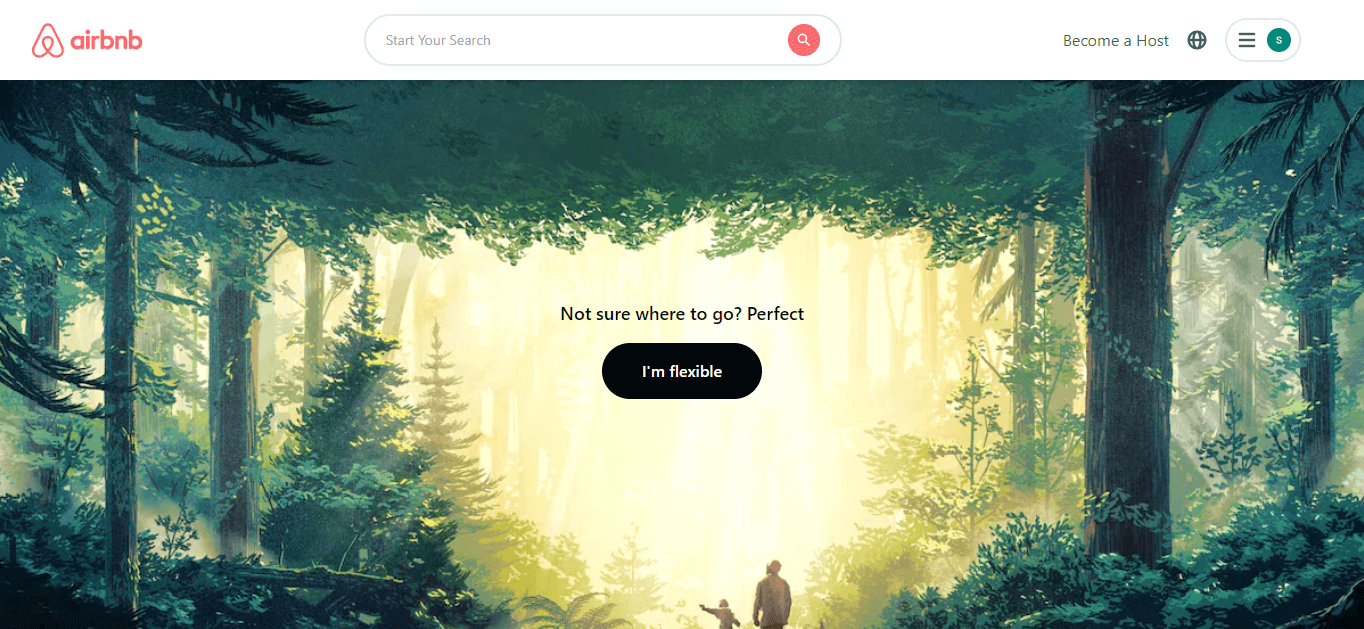 airbnb
Start Your Search
Become a Host
S
Not sure where to go? Perfect
I'm flexible